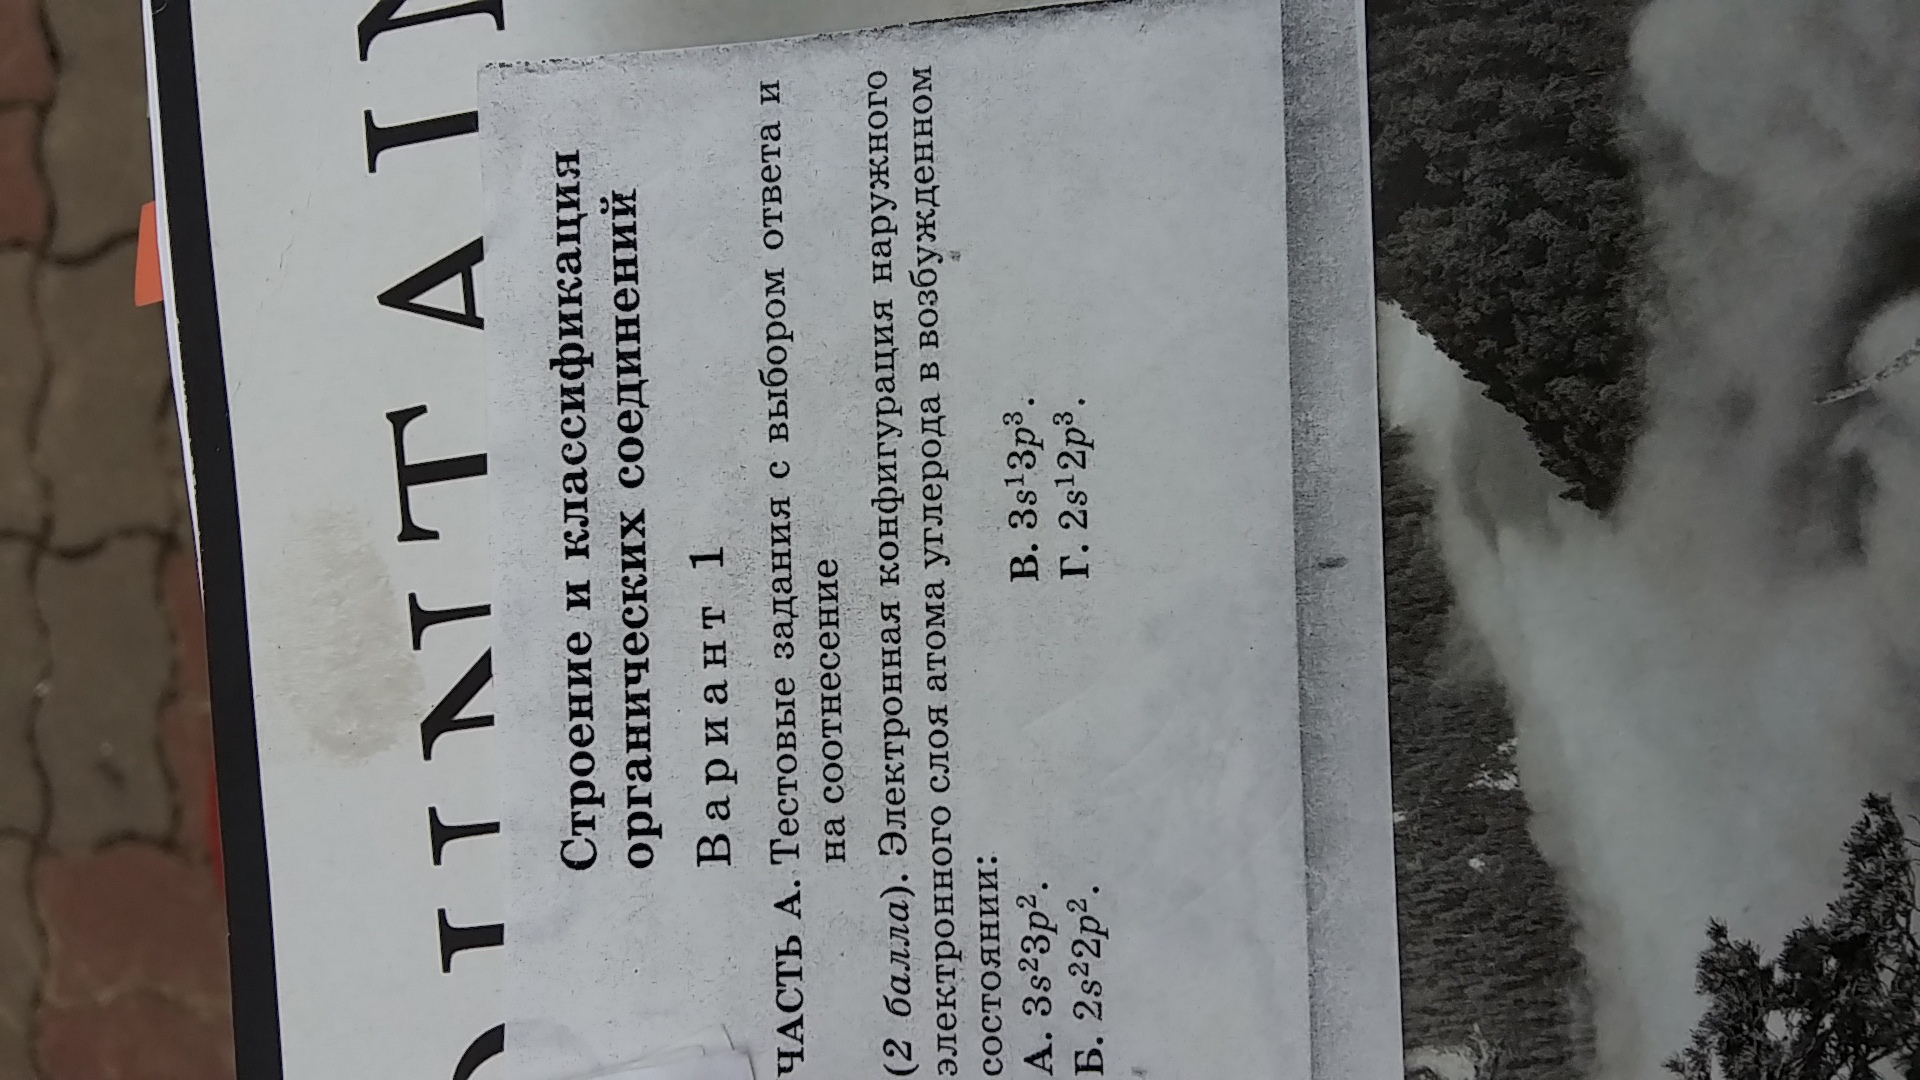 Строение и классификация
органических соединений
Вариант 1
ЧАСТЬ А. Тестовые задания с выбором ответа и
на соотнесение
(2 балла). Электронная конфигурация наружного
электронного слоя атома углерода в возбужденном
состоянии:
А. 3s²3p². В. 3s¹3p³.
Б. 2s²2p². Г. 2s¹2p³.